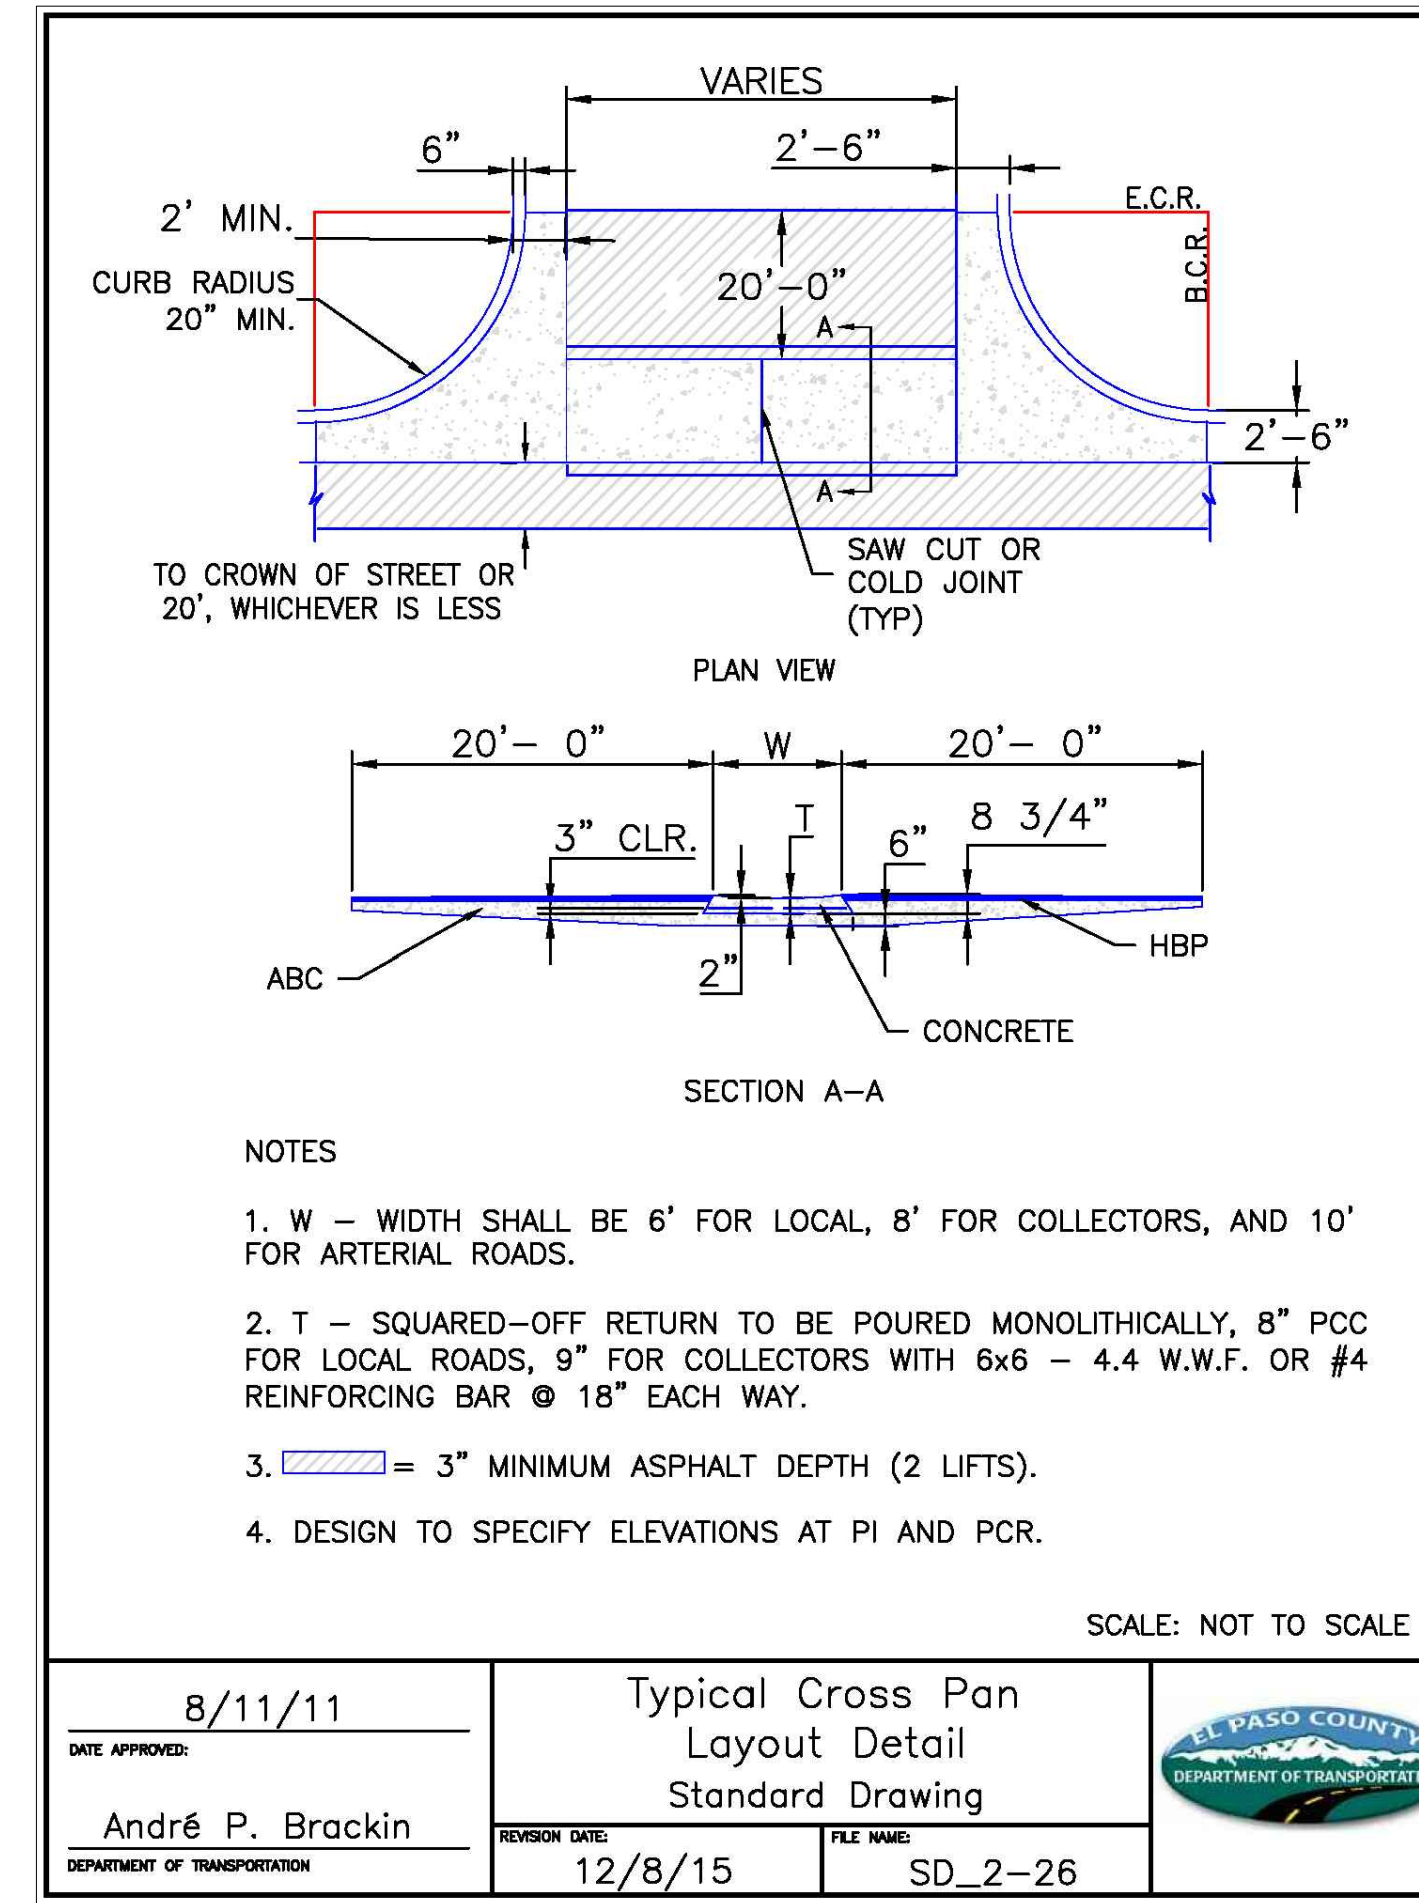 VARIES
6”
2’-6”
2’ MIN.
E.C.R.
B.C.R.
CURB RADIUS
20” MIN.
20’-0”
A
2’-6”
A
SAW CUT OR
COLD JOINT
(TYP)
TO CROWN OF STREET OR
20’, WHICHEVER IS LESS
PLAN VIEW
20’- 0”
W
20’- 0”
3” CLR.
T
6”
8 3/4”
ABC
2”
HBP
CONCRETE
SECTION A-A
NOTES
1. W - WIDTH SHALL BE 6’ FOR LOCAL, 8’ FOR COLLECTORS, AND 10’
FOR ARTERIAL ROADS.
2. T - SQUARED-OFF RETURN TO BE POURED MONOLITHICALLY, 8” PCC
FOR LOCAL ROADS, 9” FOR COLLECTORS WITH 6x6 - 4.4 W.W.F. OR #4
REINFORCING BAR @ 18” EACH WAY.
3. = 3” MINIMUM ASPHALT DEPTH (2 LIFTS).
4. DESIGN TO SPECIFY ELEVATIONS AT PI AND PCR.
SCALE: NOT TO SCALE
8/11/11
DATE APPROVED:
André P. Brackin
DEPARTMENT OF TRANSPORTATION
Typical Cross Pan
Layout Detail
Standard Drawing
REVISION DATE:
12/8/15
FILE NAME:
SD_2-26
EL PASO COUNTY
DEPARTMENT OF TRANSPORTATI